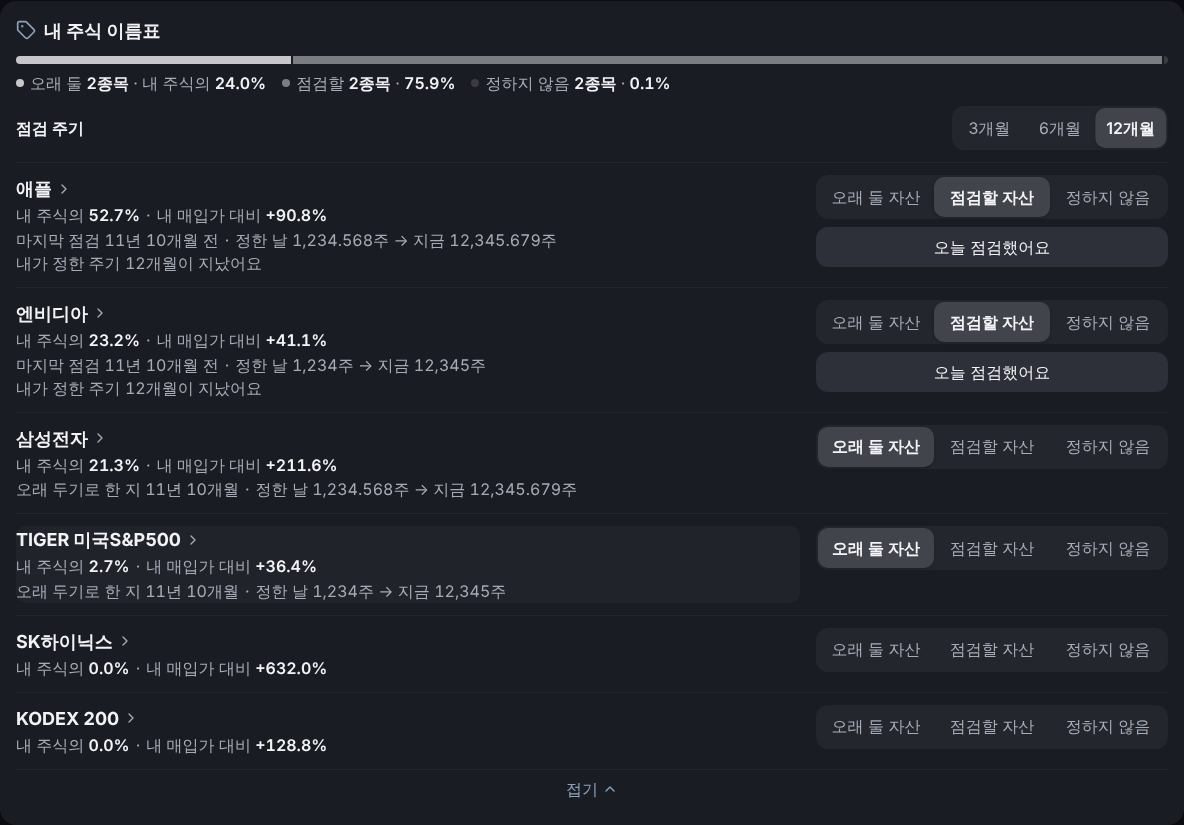 내 주식 이름표
오래 둘 2종목 · 내 주식의 24.0% 점검할 2종목 · 75.9% 정하지 않음 2종목 · 0.1%
점검 주기
3개월 6개월 12개월
애플
내 주식의 52.7% · 내 매입가 대비 +90.8%
마지막 점검 11년 10개월 전 · 정한 날 1,234.568주 → 지금 12,345.679주
내가 정한 주기 12개월이 지났어요
오래 둘 자산 점검할 자산 정하지 않음
오늘 점검했어요
엔비디아
내 주식의 23.2% · 내 매입가 대비 +41.1%
마지막 점검 11년 10개월 전 · 정한 날 1,234주 → 지금 12,345주
내가 정한 주기 12개월이 지났어요
오래 둘 자산 점검할 자산 정하지 않음
오늘 점검했어요
삼성전자
내 주식의 21.3% · 내 매입가 대비 +211.6%
오래 두기로 한 지 11년 10개월 · 정한 날 1,234.568주 → 지금 12,345.679주
오래 둘 자산 점검할 자산 정하지 않음
TIGER 미국S&P500
내 주식의 2.7% · 내 매입가 대비 +36.4%
오래 두기로 한 지 11년 10개월 · 정한 날 1,234주 → 지금 12,345주
오래 둘 자산 점검할 자산 정하지 않음
SK하이닉스
내 주식의 0.0% · 내 매입가 대비 +632.0%
오래 둘 자산 점검할 자산 정하지 않음
KODEX 200
내 주식의 0.0% · 내 매입가 대비 +128.8%
오래 둘 자산 점검할 자산 정하지 않음
접기